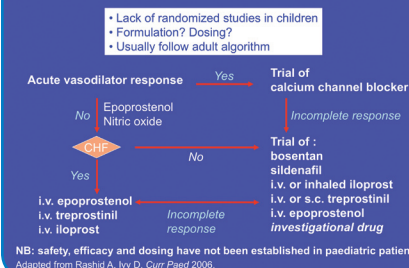 • Lack of randomized studies in children
• Formulation? Dosing?
• Usually follow adult algorithm
Acute vasodilator response
Yes
Trial of
calcium channel blocker
No
Epoprostenol
Nitric oxide
Incomplete response
CHF
No
Trial of :
bosentan
sildenafil
i.v. or inhaled iloprost
i.v. or s.c. treprostinil
i.v. epoprostenol
investigational drug
Yes
i.v. epoprostenol
i.v. treprostinil
i.v. iloprost
Incomplete
response
NB: safety, efficacy and dosing have not been established in paediatric patien
Adapted from Rashid A, Ivy D. Curr Paed 2006.